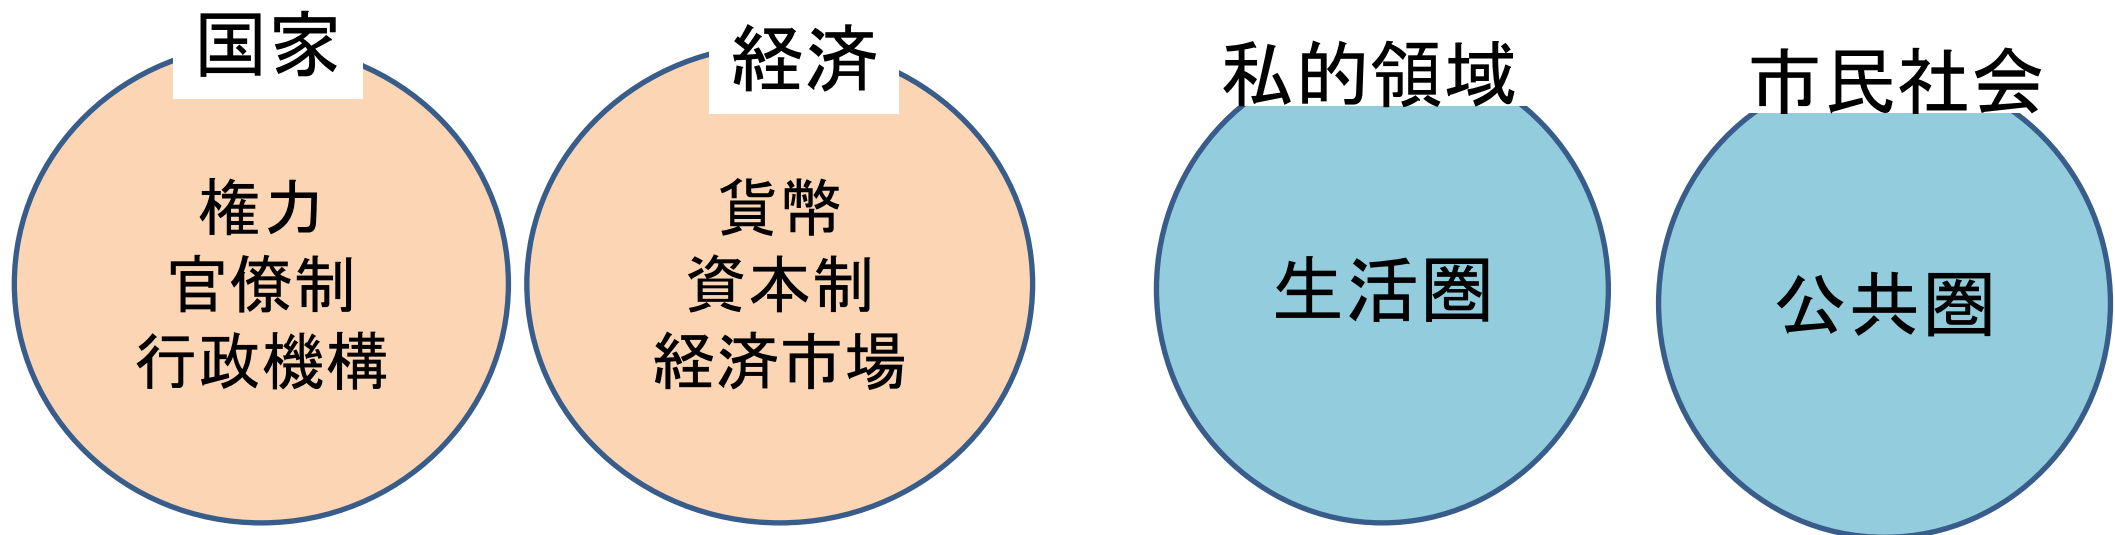 国家
権力
官僚制
行政機構
経済
貨幣
資本制
経済市場
私的領域
生活圏
市民社会
公共圏